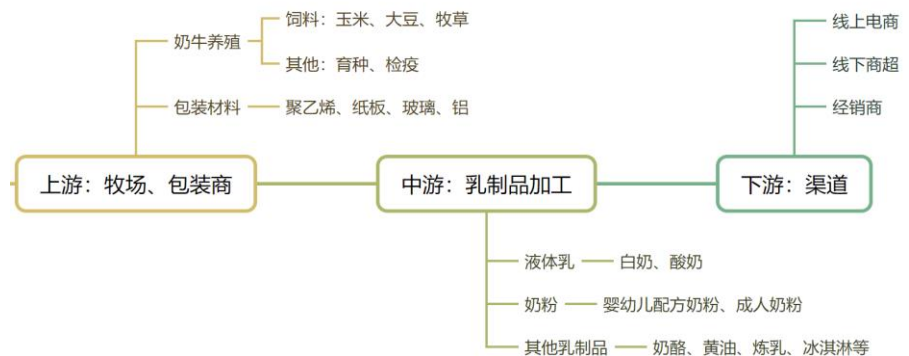 饲料：玉米、大豆、牧草
奶牛养殖
其他：育种、检疫
包装材料
聚乙烯、纸板、玻璃、铝
上游：牧场、包装商
中游：乳制品加工
液体乳
白奶、酸奶
奶粉
婴幼儿配方奶粉、成人奶粉
其他乳制品
奶酪、黄油、炼乳、冰淇淋等
线上电商
线下商超
经销商
下游：渠道